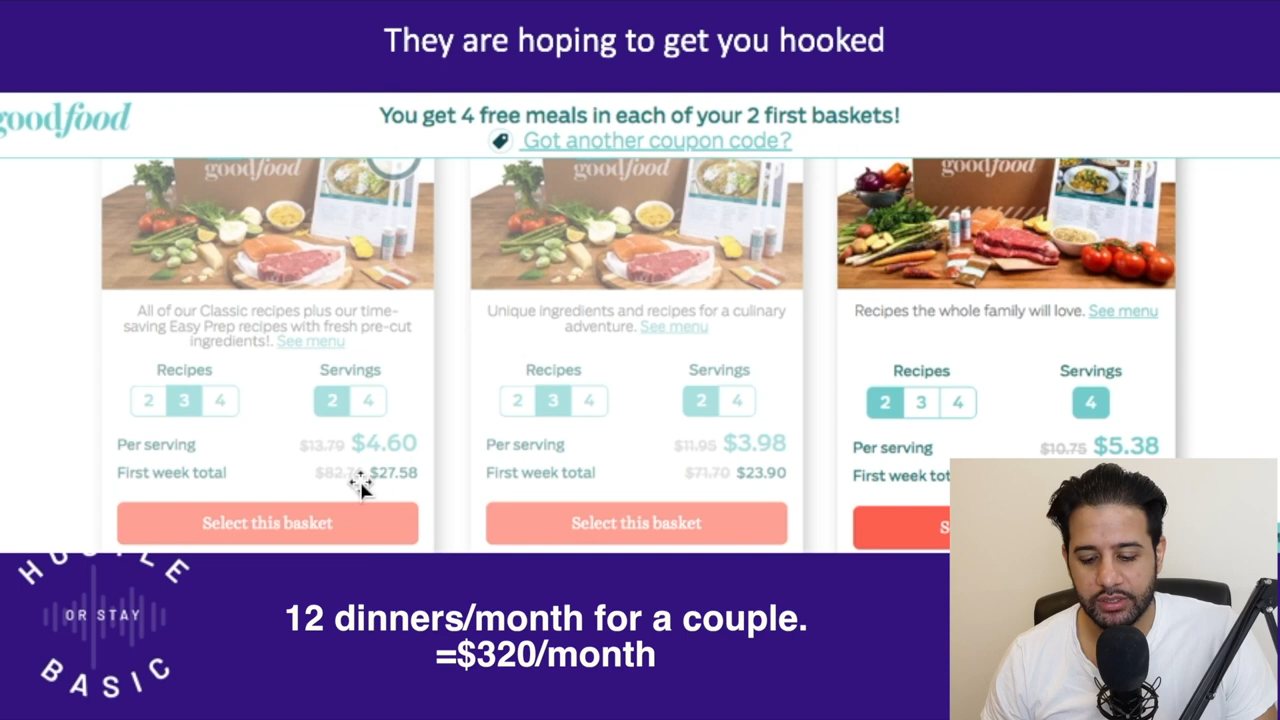 They are hoping to get you hooked
goodfood
You get 4 free meals in each of your 2 first baskets!
Got another coupon code?
goodfood
goodfood
goodfood
All of our Classic recipes plus our time-
saving Easy Prep recipes with fresh pre-cut
ingredients!. See menu
Recipes Servings
2 3 4 2 4
Per serving $13.79 $4.60
First week total $27.58
Select this basket
Unique ingredients and recipes for a culinary
adventure. See menu
Recipes Servings
2 3 4 2 4
Per serving $11.95 $3.98
First week total $71.70 $23.90
Select this basket
Recipes the whole family will love. See menu
Recipes Servings
2 3 4 4
Per serving $10.75 $5.38
First week tot
S
HUSTLE
OR STAY
BASIC
12 dinners/month for a couple.
=$320/month